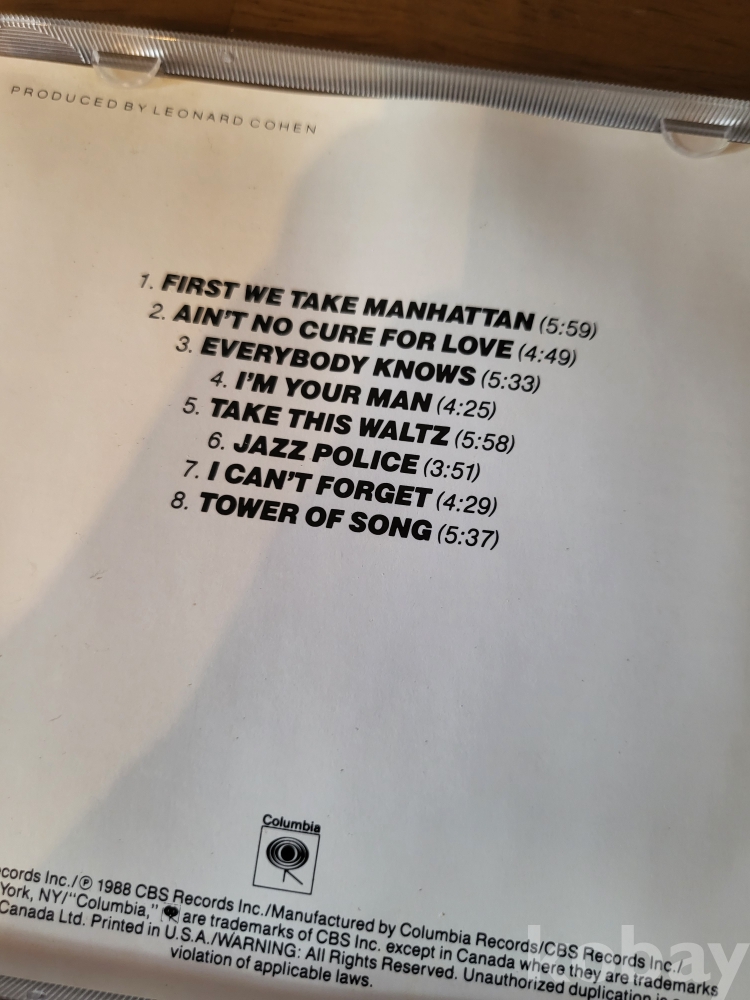 PRODUCED BY LEONARD COHEN
1. FIRST WE TAKE MANHATTAN (5:59)
2. AIN'T NO CURE FOR LOVE (4:49)
3. EVERYBODY KNOWS (5:33)
4. I'M YOUR MAN (4:25)
5. TAKE THIS WALTZ (5:58)
6. JAZZ POLICE (3:51)
7. I CAN'T FORGET (4:29)
8. TOWER OF SONG (5:37)
Columbia
cords Inc./Ⓟ 1988 CBS Records Inc./Manufactured by Columbia Records/CBS Records Inc./
York, NY/"Columbia," are trademarks of CBS Inc. except in Canada where they are trademarks
Canada Ltd. Printed in U.S.A./WARNING: All Rights Reserved. Unauthorized duplication is
violation of applicable laws.
kobay